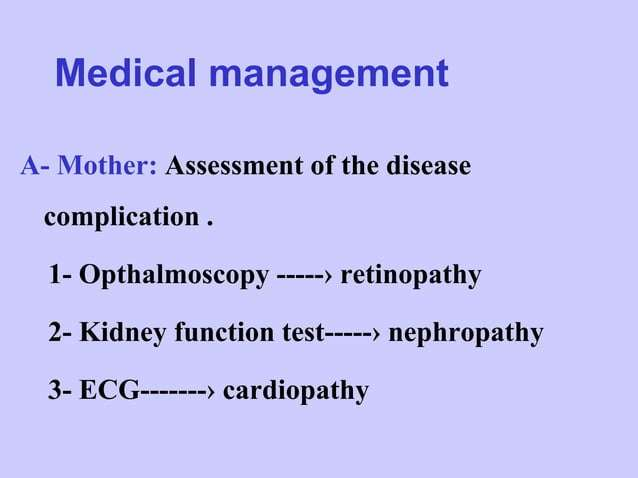 Medical management
A- Mother: Assessment of the disease
complication .
1- Opthalmoscopy -----› retinopathy
2- Kidney function test-----› nephropathy
3- ECG-------› cardiopathy